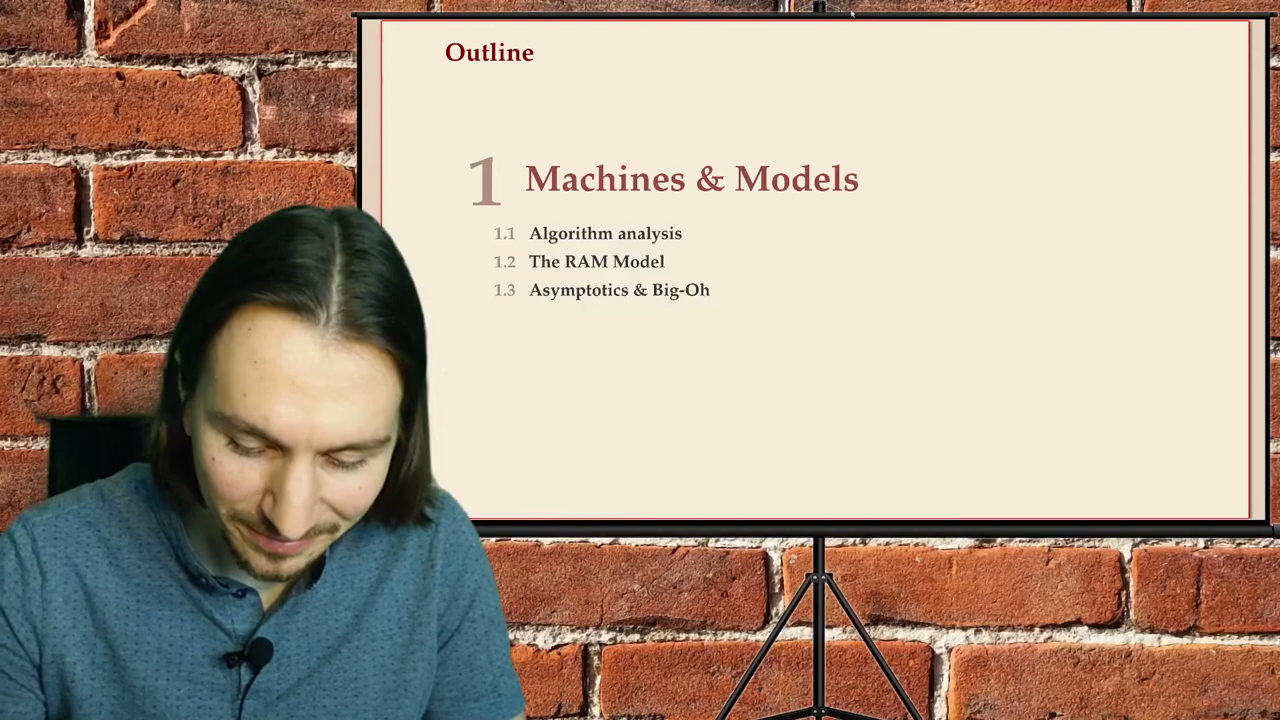 Outline
1 Machines & Models
1.1 Algorithm analysis
1.2 The RAM Model
1.3 Asymptotics & Big-Oh